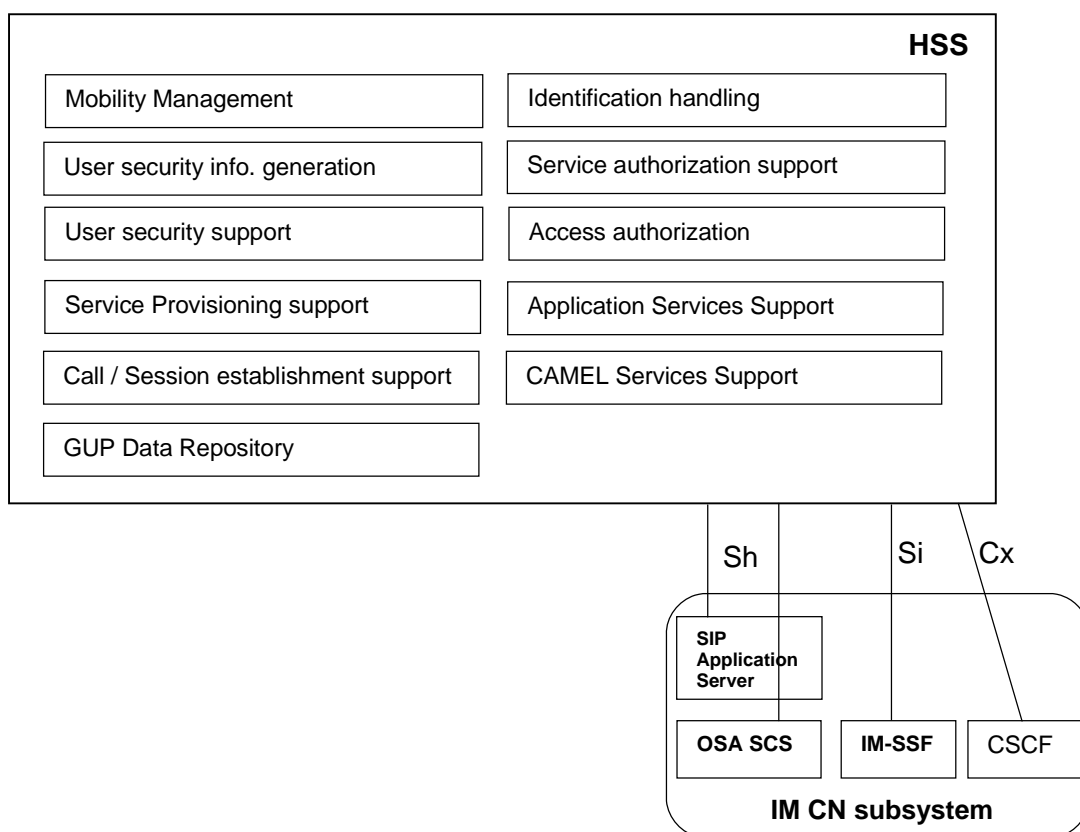 HSS
Mobility Management
Identification handling
User security info. generation
Service authorization support
User security support
Access authorization
Service Provisioning support
Application Services Support
Call / Session establishment support
CAMEL Services Support
GUP Data Repository
Sh
Si
Cx
SIP
Application
Server
OSA SCS
IM-SSF
CSCF
IM CN subsystem